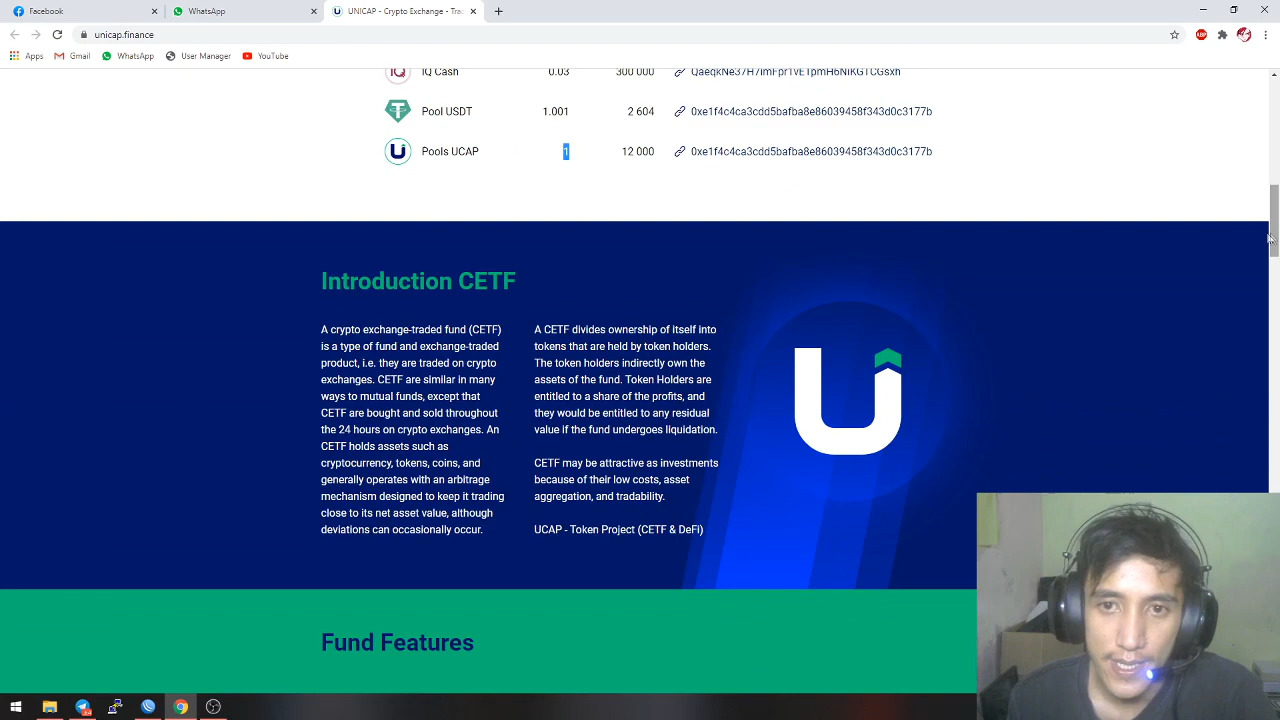 Facebook
WhatsApp
UNICAP - Crypto Exchange - Tra
unicap.finance
ABP
Apps
Gmail
WhatsApp
User Manager
YouTube
IQ Cash 0.03 300 000
Pool USDT 1.001 2 604 0xe1f4c4ca3cdd5bafba8e86039458f343d0c3177b
Pools UCAP 1 12 000 0xe1f4c4ca3cdd5bafba8e86039458f343d0c3177b
Introduction CETF
A crypto exchange-traded fund (CETF)
is a type of fund and exchange-traded
product, i.e. they are traded on crypto
exchanges. CETF are similar in many
ways to mutual funds, except that
CETF are bought and sold throughout
the 24 hours on crypto exchanges. An
CETF holds assets such as
cryptocurrency, tokens, coins, and
generally operates with an arbitrage
mechanism designed to keep it trading
close to its net asset value, although
deviations can occasionally occur.
A CETF divides ownership of itself into
tokens that are held by token holders.
The token holders indirectly own the
assets of the fund. Token Holders are
entitled to a share of the profits, and
they would be entitled to any residual
value if the fund undergoes liquidation.
CETF may be attractive as investments
because of their low costs, asset
aggregation, and tradability.
UCAP - Token Project (CETF & DeFi)
Fund Features